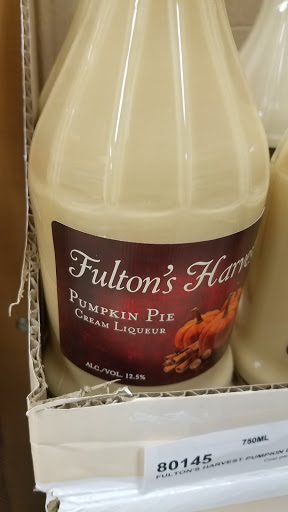 Fulton's Harve
PUMPKIN PIE
CREAM LIQUEUR
ALC./VOL. 12.5%
750ML
80145
FULTON'S HARVEST PUMPKIN